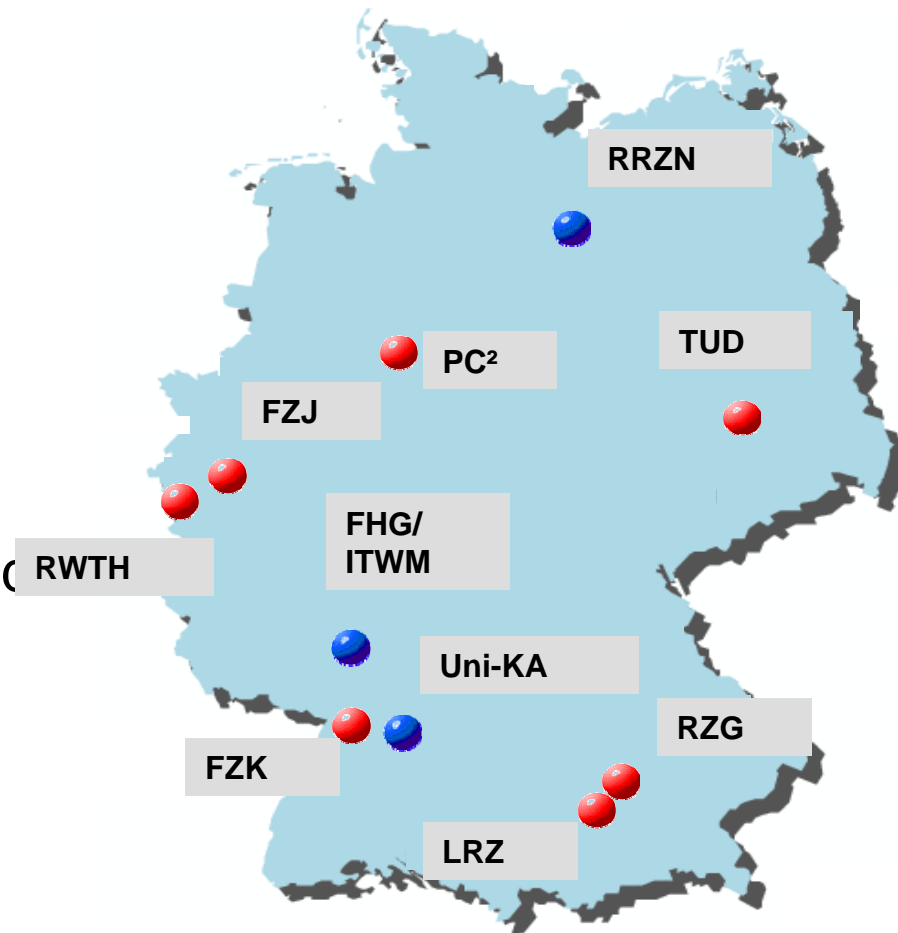 RRZN
TUD
PC²
FZJ
FHG/
ITWM
RWTH
Uni-KA
RZG
FZK
LRZ